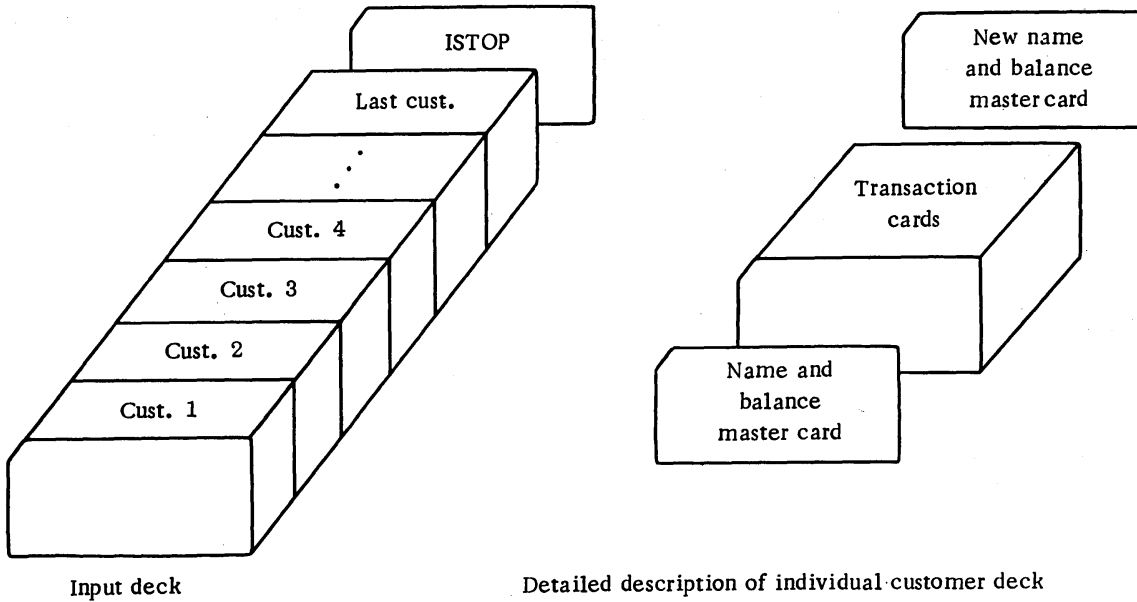 ISTOP
Last cust.
Cust. 4
Cust. 3
Cust. 2
Cust. 1
Input deck
New name
and balance
master card
Transaction
cards
Name and
balance
master card
Detailed description of individual customer deck